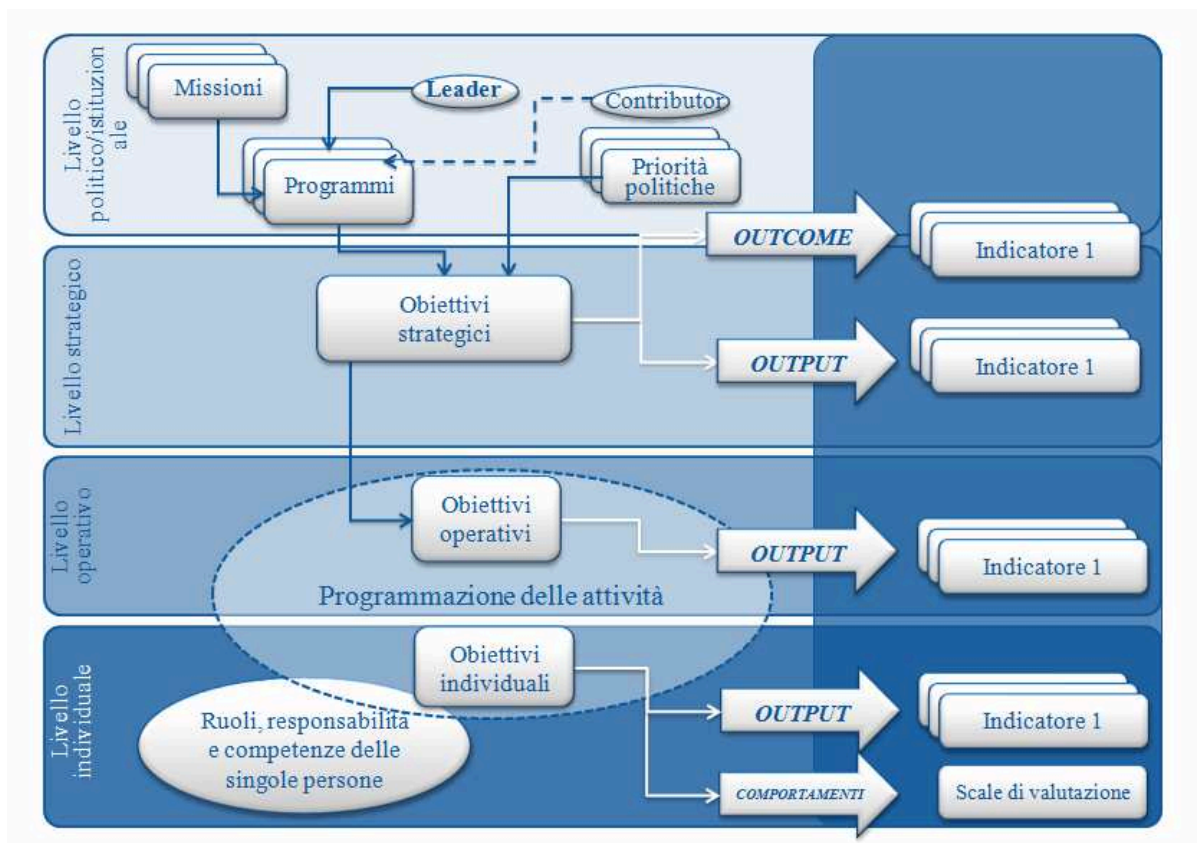 Livello
politico/istituzion
ale
Missioni
Leader
Contributor
Programmi
Priorità
politiche
OUTCOME
Indicatore 1
Livello strategico
Obiettivi
strategici
OUTPUT
Indicatore 1
Livello
operativo
Obiettivi
operativi
OUTPUT
Indicatore 1
Programmazione delle attività
Livello
individuale
Obiettivi
individuali
Ruoli, responsabilità
e competenze delle
singole persone
OUTPUT
Indicatore 1
COMPORTAMENTI
Scale di valutazione